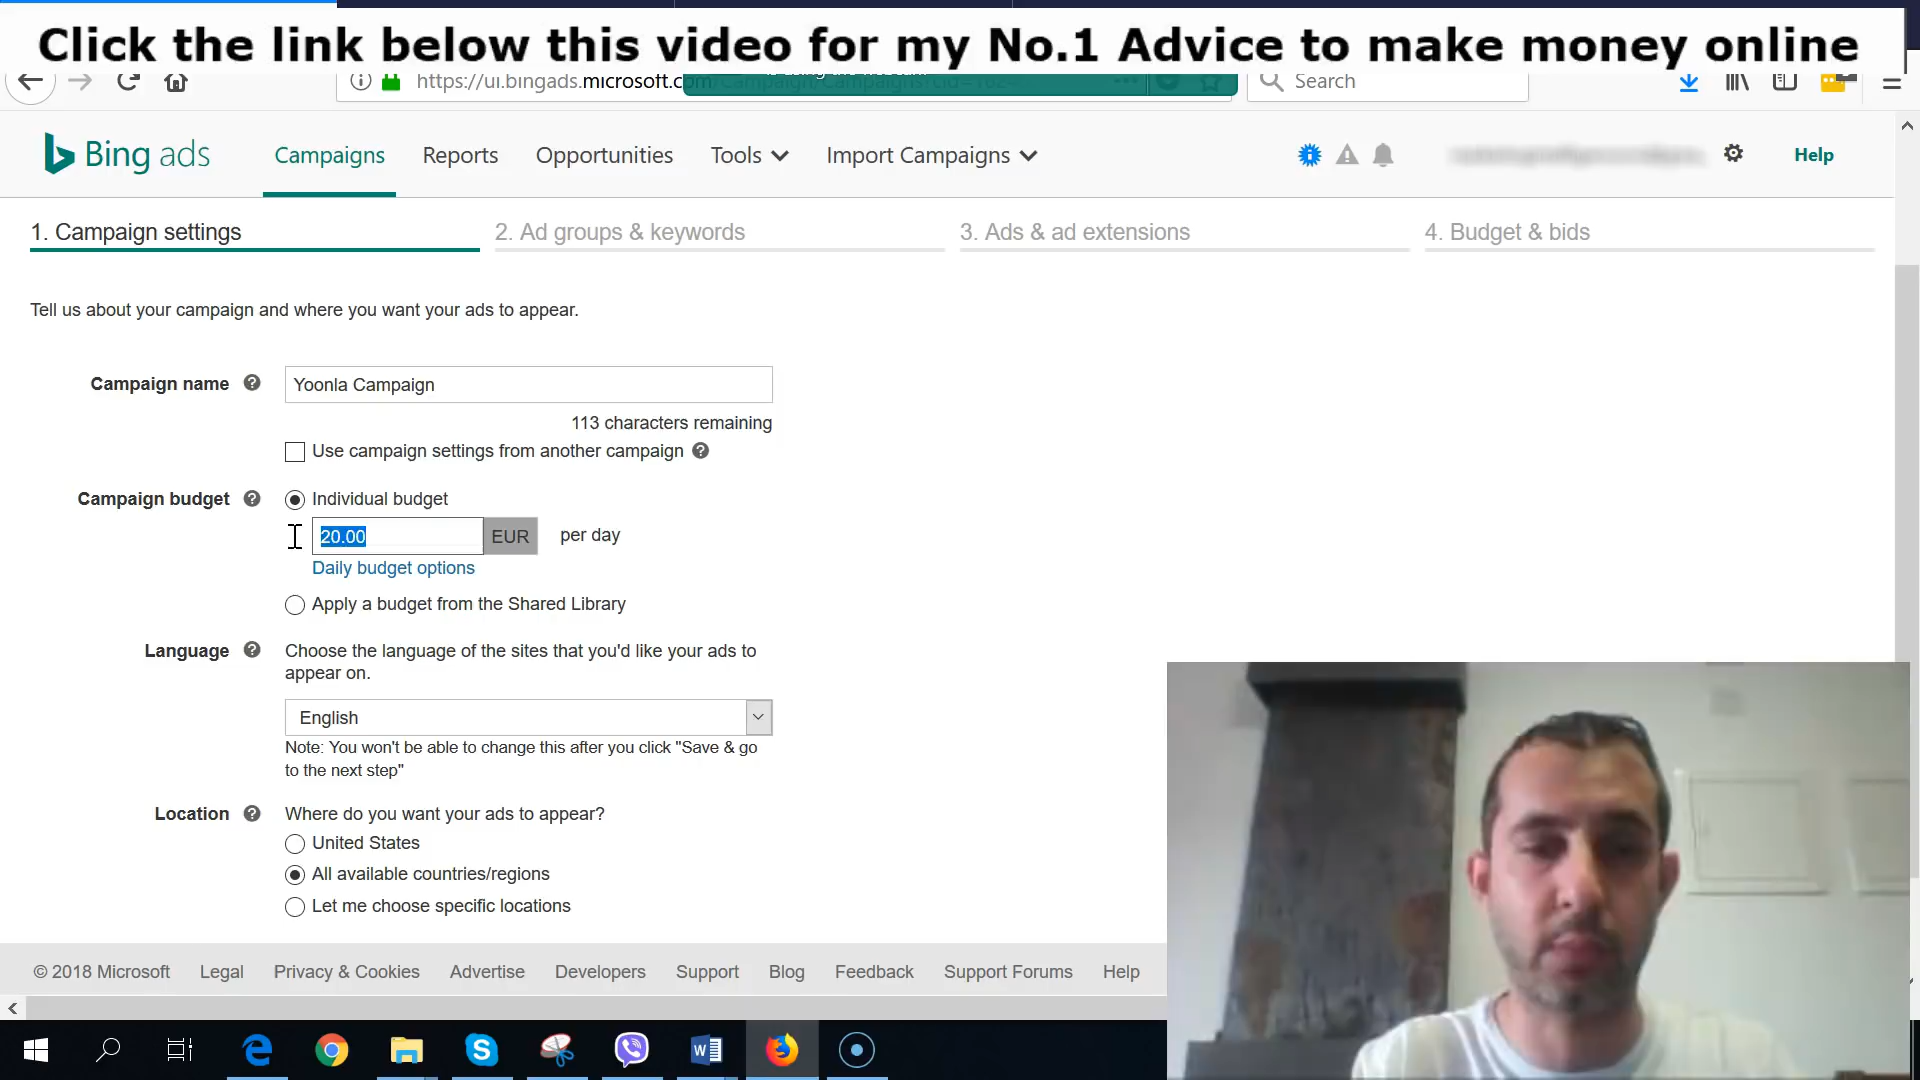 Click the link below this video for my No.1 Advice to make money online
https://ui.bingads.microsoft.com
Search
Bing ads
Campaigns
Reports
Opportunities
Tools
Import Campaigns
Help
1. Campaign settings
2. Ad groups & keywords
3. Ads & ad extensions
4. Budget & bids
Tell us about your campaign and where you want your ads to appear.
Campaign name
Yoonla Campaign
113 characters remaining
Use campaign settings from another campaign
Campaign budget
Individual budget
20.00
EUR
per day
Daily budget options
Apply a budget from the Shared Library
Language
Choose the language of the sites that you'd like your ads to
appear on.
English
Note: You won't be able to change this after you click "Save & go
to the next step"
Location
Where do you want your ads to appear?
United States
All available countries/regions
Let me choose specific locations
© 2018 Microsoft
Legal
Privacy & Cookies
Advertise
Developers
Support
Blog
Feedback
Support Forums
Help